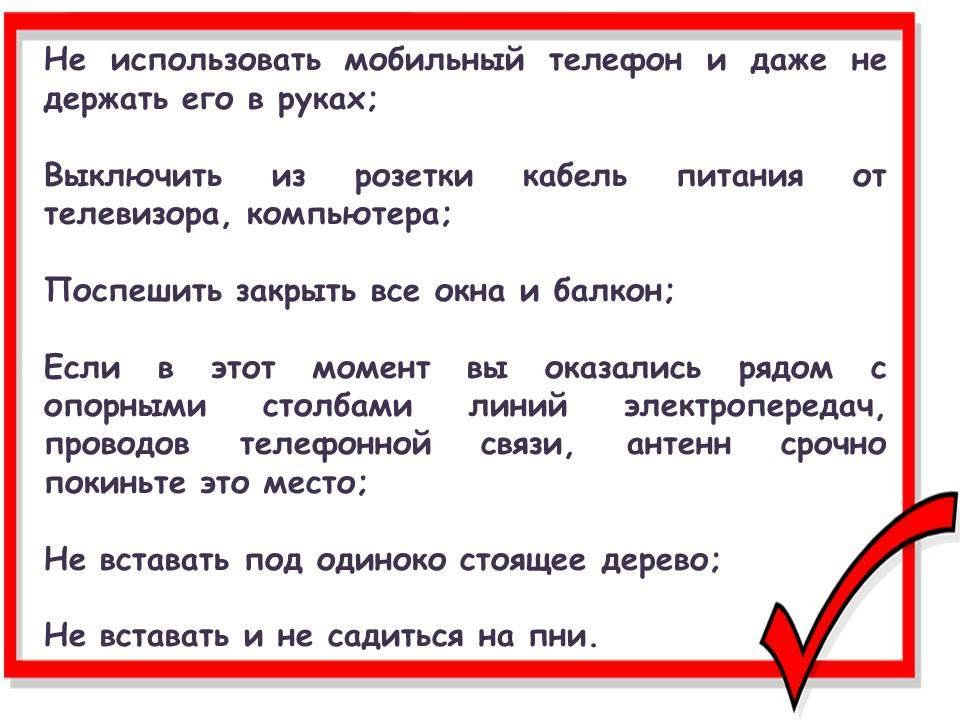 Не использовать мобильный телефон и даже не
держать его в руках;
Выключить из розетки кабель питания от
телевизора, компьютера;
Поспешить закрыть все окна и балкон;
Если в этот момент вы оказались рядом с
опорными столбами линий электропередач,
проводов телефонной связи, антенн срочно
покиньте это место;
Не вставать под одиноко стоящее дерево;
Не вставать и не садиться на пни.